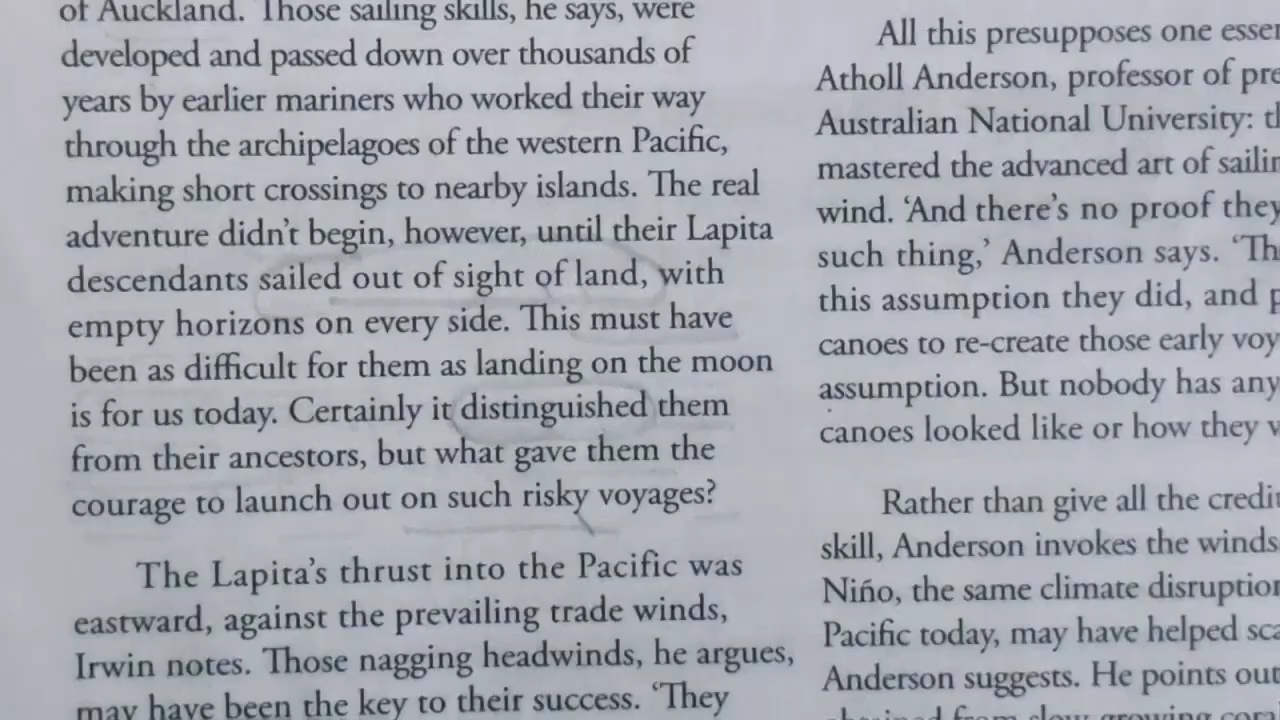 of Auckland. Those sailing skills, he says, were
developed and passed down over thousands of
years by earlier mariners who worked their way
through the archipelagoes of the western Pacific,
making short crossings to nearby islands. The real
adventure didn't begin, however, until their Lapita
descendants sailed out of sight of land, with
empty horizons on every side. This must have
been as difficult for them as landing on the moon
is for us today. Certainly it distinguished them
from their ancestors, but what gave them the
courage to launch out on such risky voyages?
The Lapita's thrust into the Pacific was
eastward, against the prevailing trade winds,
Irwin notes. Those nagging headwinds, he argues,
may have been the key to their success. 'They
All this presupposes one
Atholl Anderson, professor of
Australian National University:
mastered the advanced art of
wind. 'And there's no proof they
such thing,' Anderson says.
this assumption they did, and
canoes to re-create those early
assumption. But nobody has any
canoes looked like or how they
Rather than give all the
skill, Anderson invokes the winds
Niño, the same climate
Pacific today, may have helped
Anderson suggests. He points out
from slow-growing